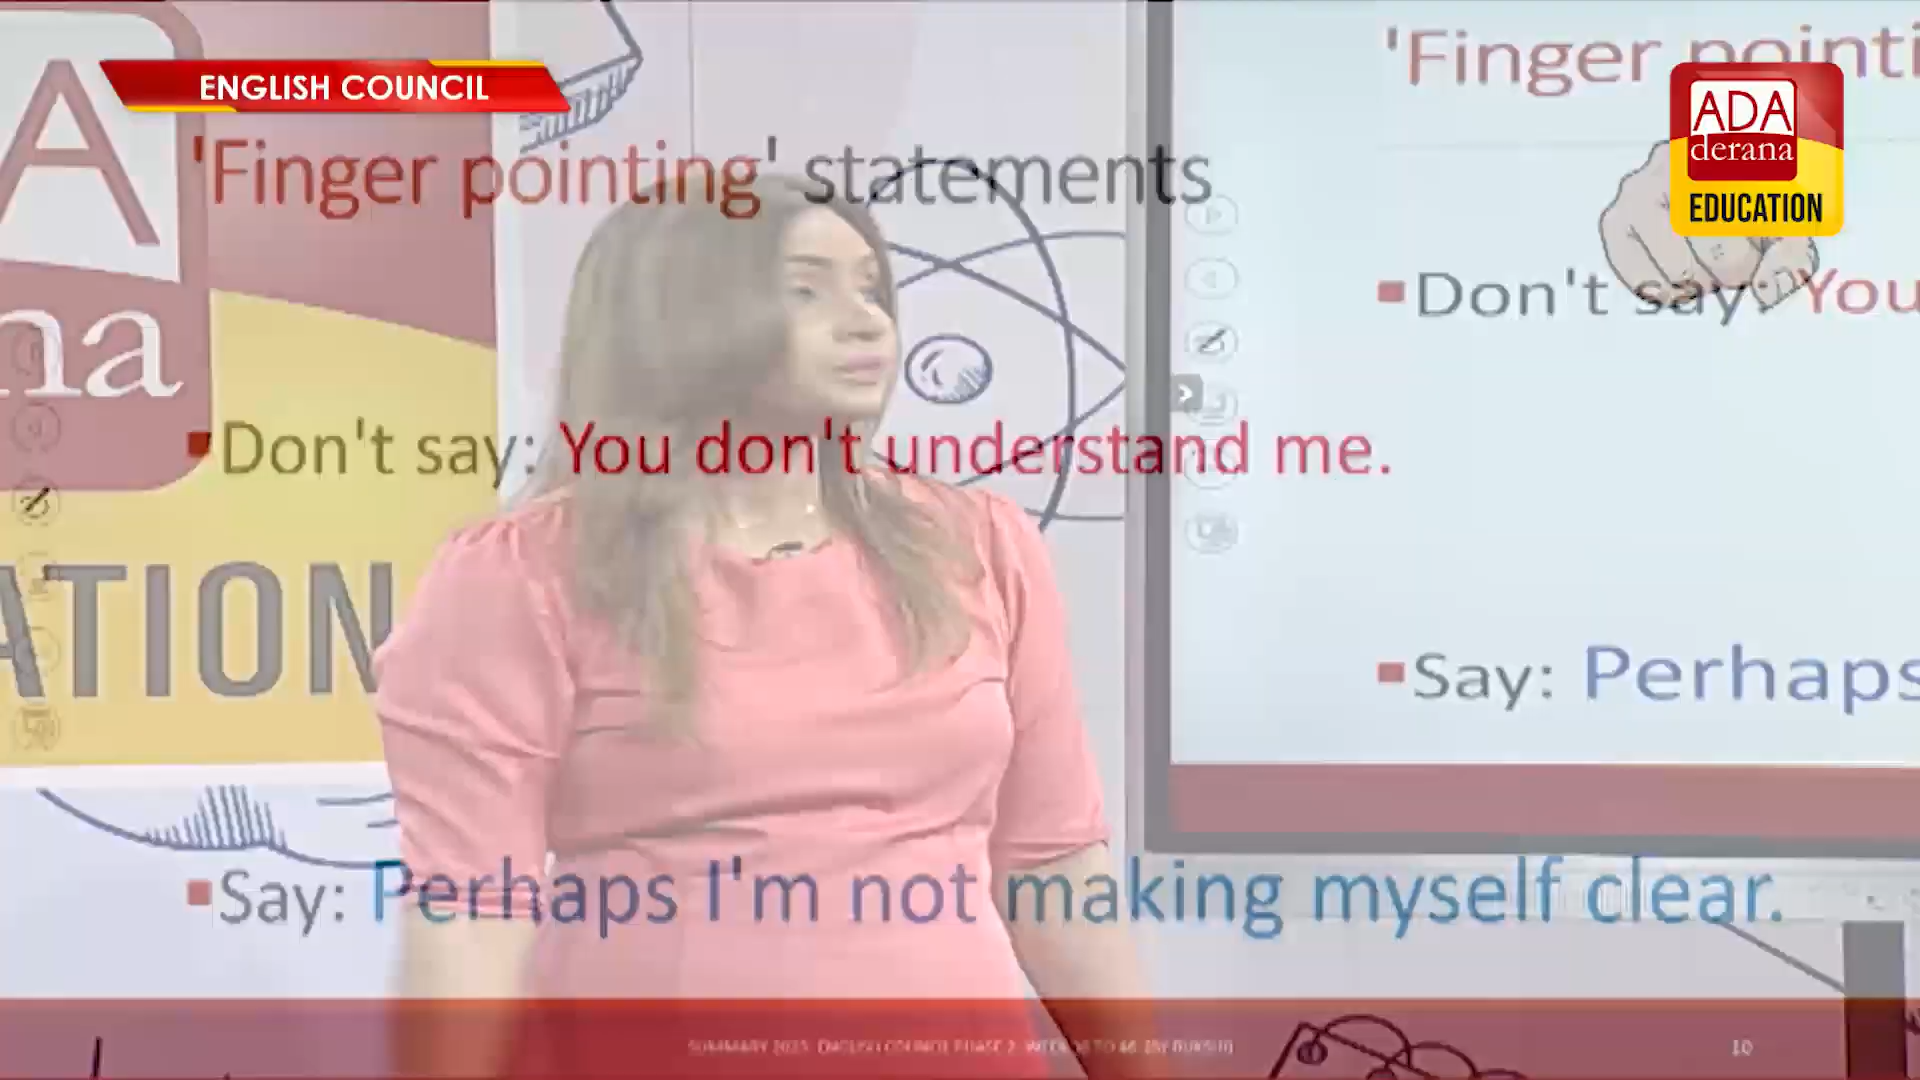 ENGLISH COUNCIL
'Finger pointing' statements
Don't say: You don't understand me.
Say: Perhaps I'm not making myself clear.
'Finger pointi
Don't say: You
Say: Perhaps
ADA
derana
EDUCATION
A
na
ATION
10